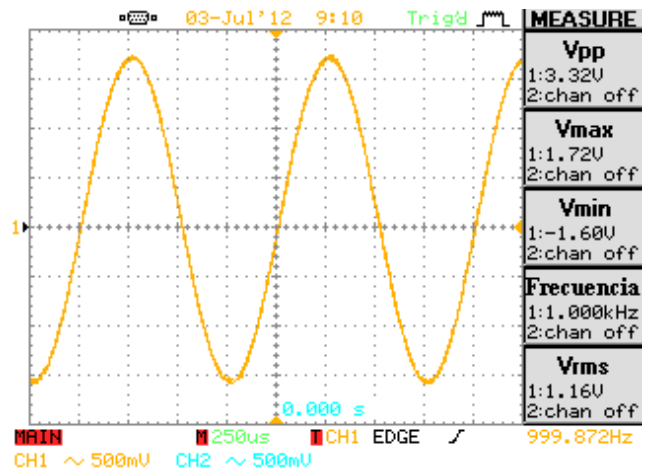 03-Jul'12 9:10 Trig'd MEASURE
Vpp
1:3.32V
2:chan off
Vmax
1:1.72V
2:chan off
Vmin
1:-1.60V
2:chan off
Frecuencia
1:1.000kHz
2:chan off
Vrms
1:1.16V
2:chan off
1
0.000 s
MAIN M 250us T CH1 EDGE 999.872Hz
CH1 ~ 500mV CH2 ~ 500mV